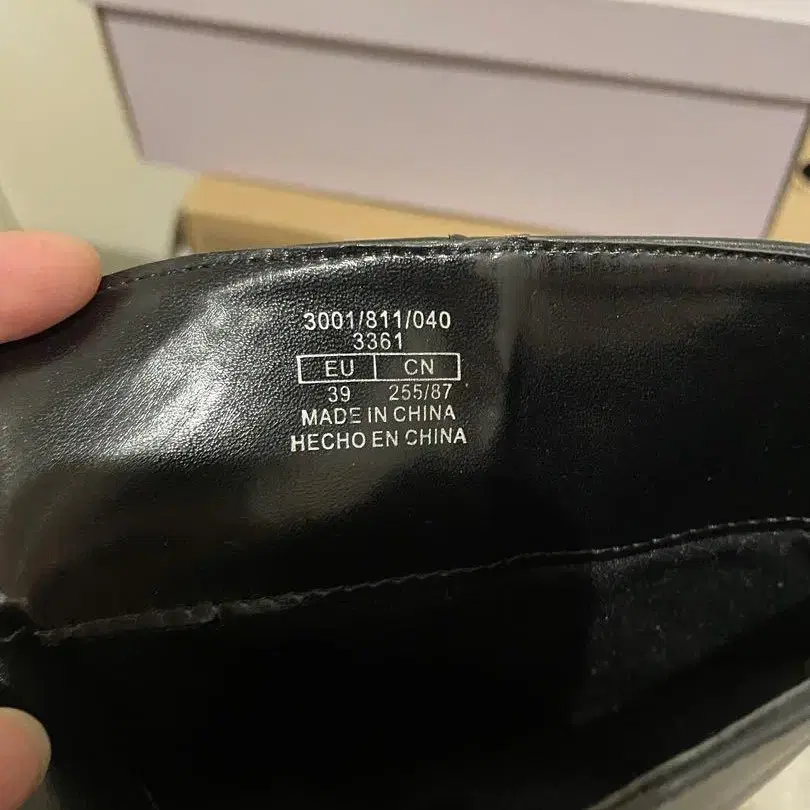 3001/811/040
3361
EU CN
39 255/87
MADE IN CHINA
HECHO EN CHINA